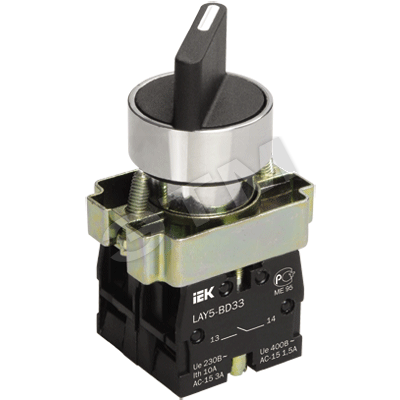 IEK
ME 95
LAY5-BD33
13 14
Ue 230B~ Ue 400B~
Ith 10A AC-15 1.5A
AC-15 3A